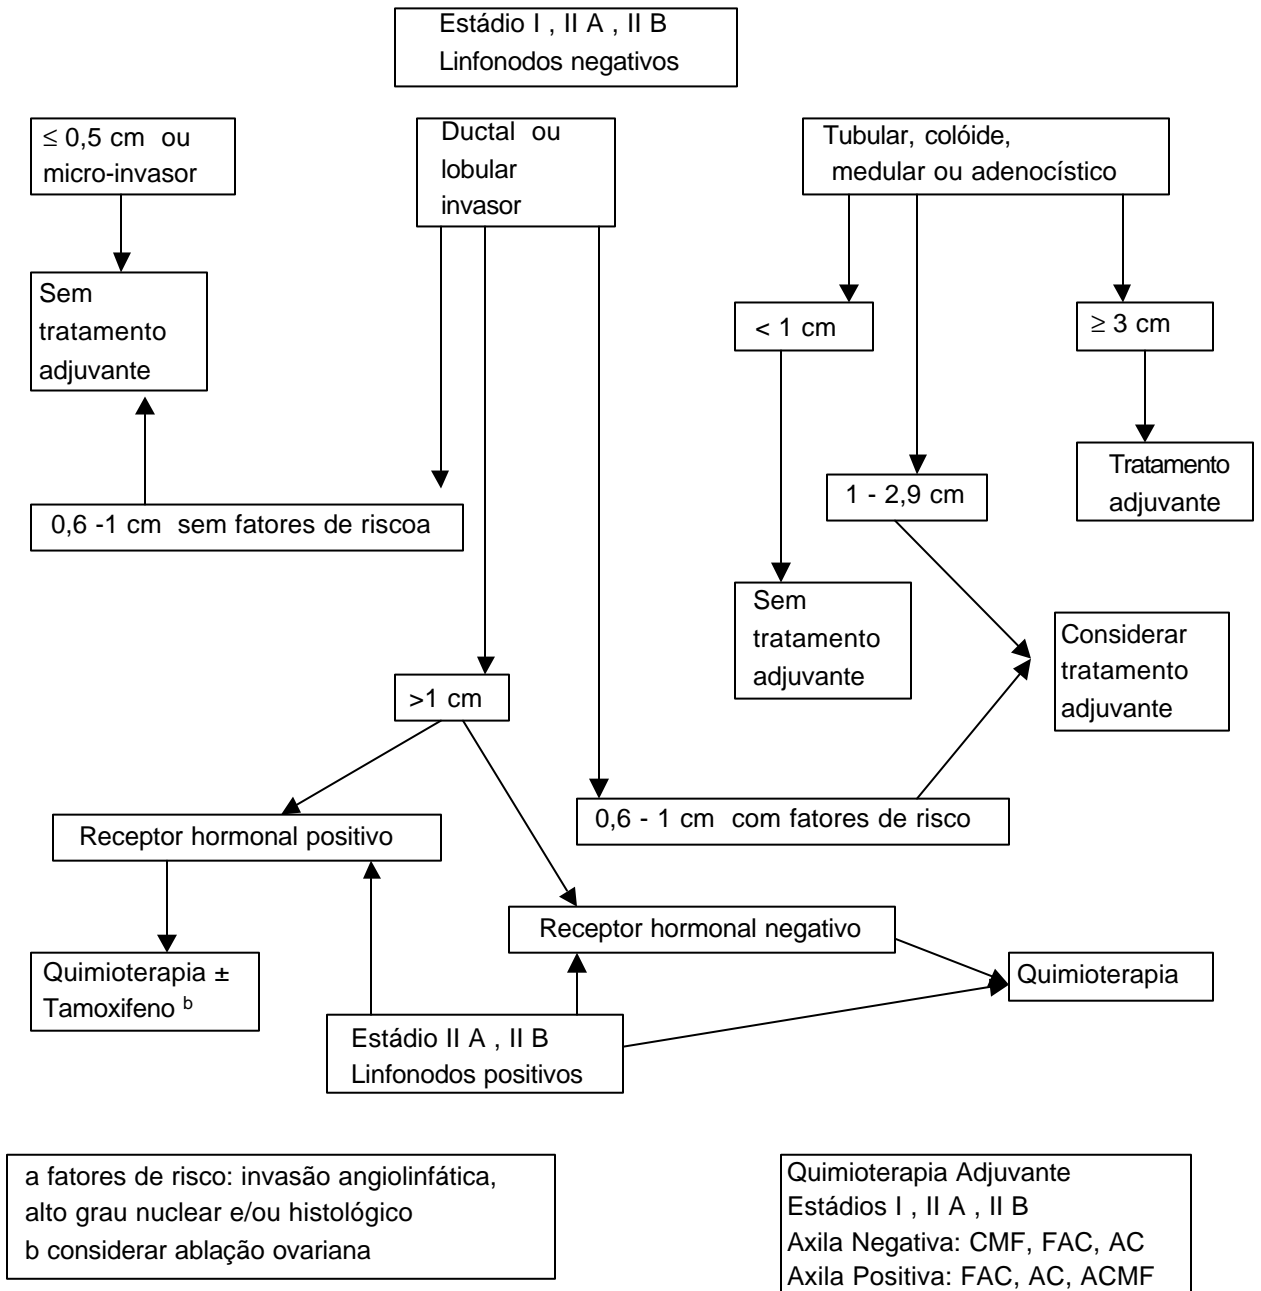 Estádio I , II A , II B
Linfonodos negativos
≤ 0,5 cm ou
micro-invasor
Ductal ou
lobular
invasor
Tubular, colóide,
medular ou adenocístico
Sem
tratamento
adjuvante
< 1 cm
≥ 3 cm
Tratamento
adjuvante
1 - 2,9 cm
0,6 -1 cm sem fatores de riscoa
Sem
tratamento
adjuvante
Considerar
tratamento
adjuvante
>1 cm
0,6 - 1 cm com fatores de risco
Receptor hormonal positivo
Receptor hormonal negativo
Quimioterapia ±
Tamoxifeno b
Quimioterapia
Estádio II A , II B
Linfonodos positivos
a fatores de risco: invasão angiolinfática,
alto grau nuclear e/ou histológico
b considerar ablação ovariana
Quimioterapia Adjuvante
Estádios I , II A , II B
Axila Negativa: CMF, FAC, AC
Axila Positiva: FAC, AC, ACMF